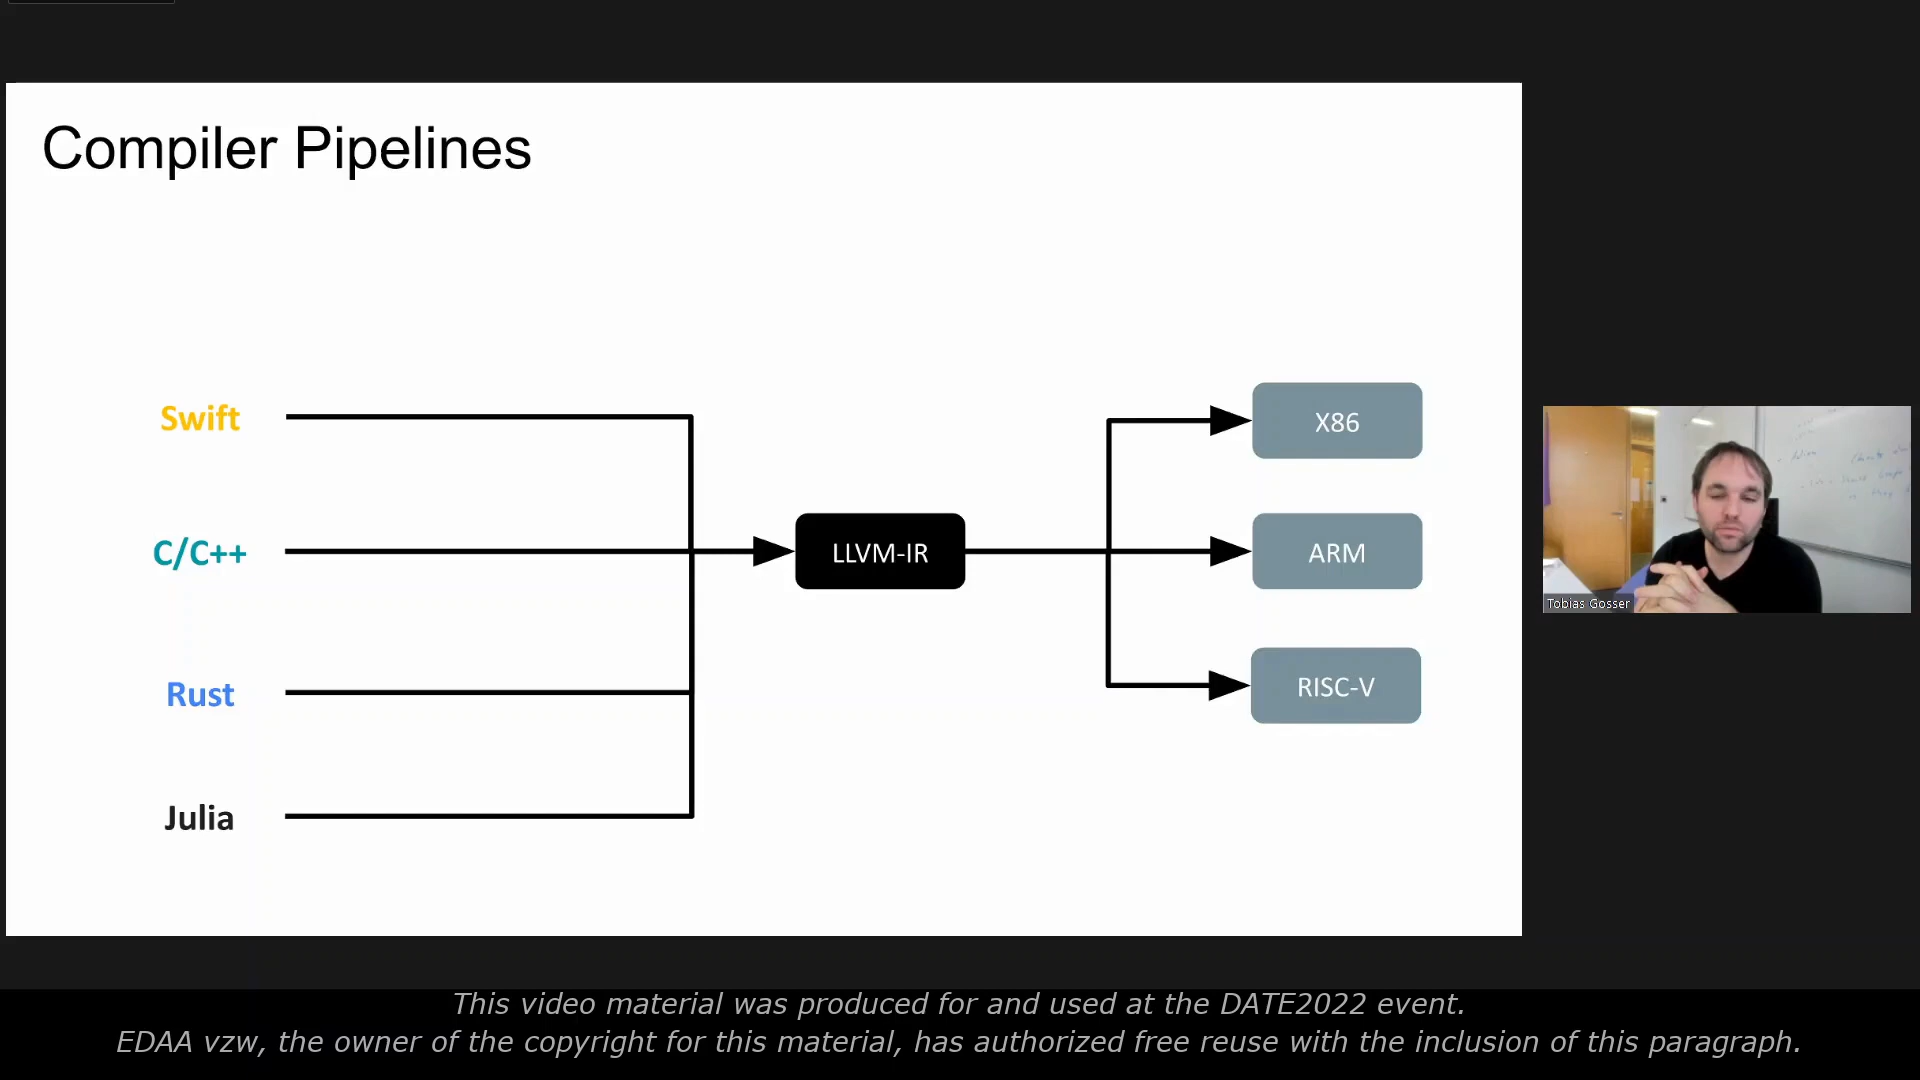 Compiler Pipelines
Swift
C/C++
Rust
Julia
LLVM-IR
X86
ARM
RISC-V
Tobias Gosser
This video material was produced for and used at the DATE2022 event.
EDAA vzw, the owner of the copyright for this material, has authorized free reuse with the inclusion of this paragraph.